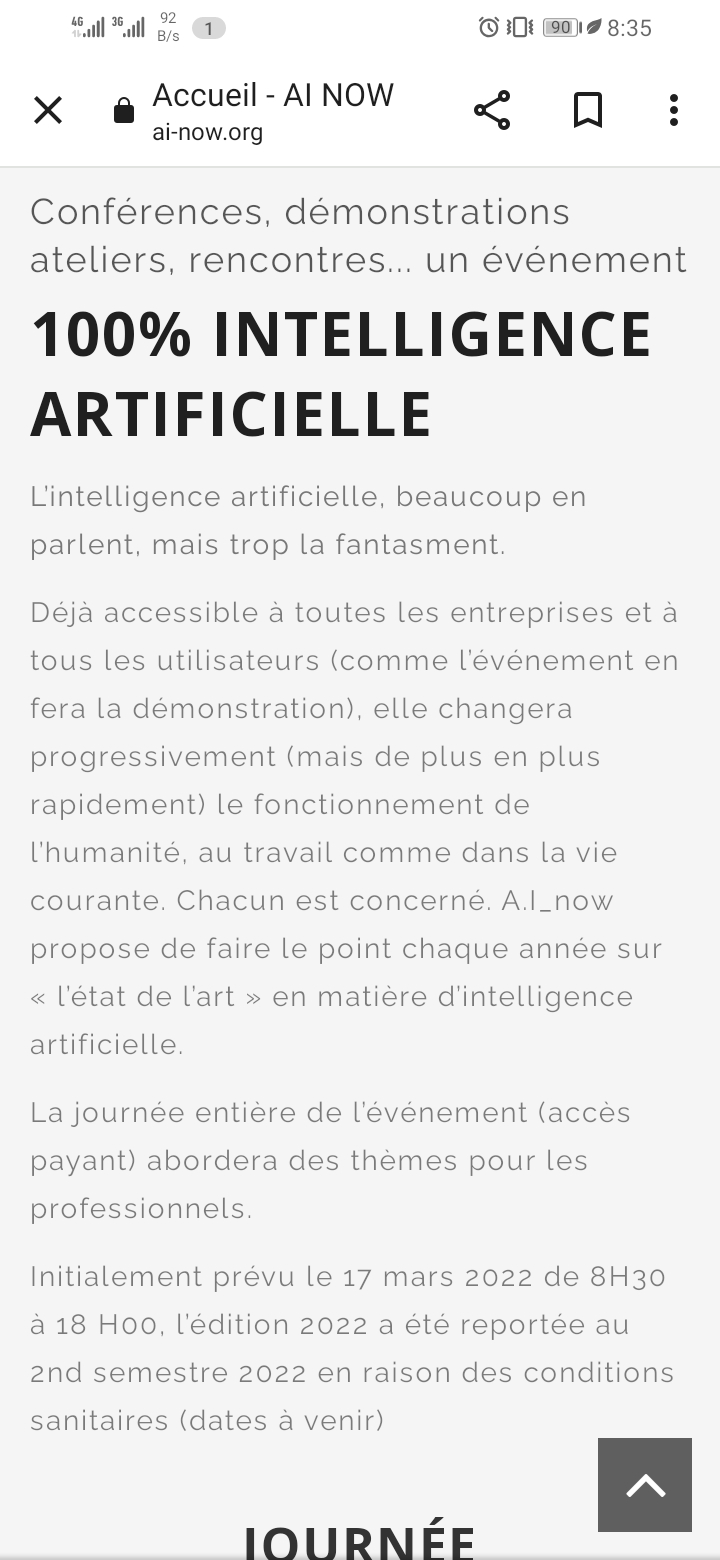 4G 3G 92 B/s 1 90 8:35
Accueil - AI NOW
ai-now.org
Conférences, démonstrations
ateliers, rencontres... un événement
100% INTELLIGENCE
ARTIFICIELLE
L'intelligence artificielle, beaucoup en
parlent, mais trop la fantasment.
Déjà accessible à toutes les entreprises et à
tous les utilisateurs (comme l'événement en
fera la démonstration), elle changera
progressivement (mais de plus en plus
rapidement) le fonctionnement de
l'humanité, au travail comme dans la vie
courante. Chacun est concerné. A.I_now
propose de faire le point chaque année sur
« l'état de l'art » en matière d'intelligence
artificielle.
La journée entière de l'événement (accès
payant) abordera des thèmes pour les
professionnels.
Initialement prévu le 17 mars 2022 de 8H30
à 18 H00, l'édition 2022 a été reportée au
2nd semestre 2022 en raison des conditions
sanitaires (dates à venir)
JOURNÉE